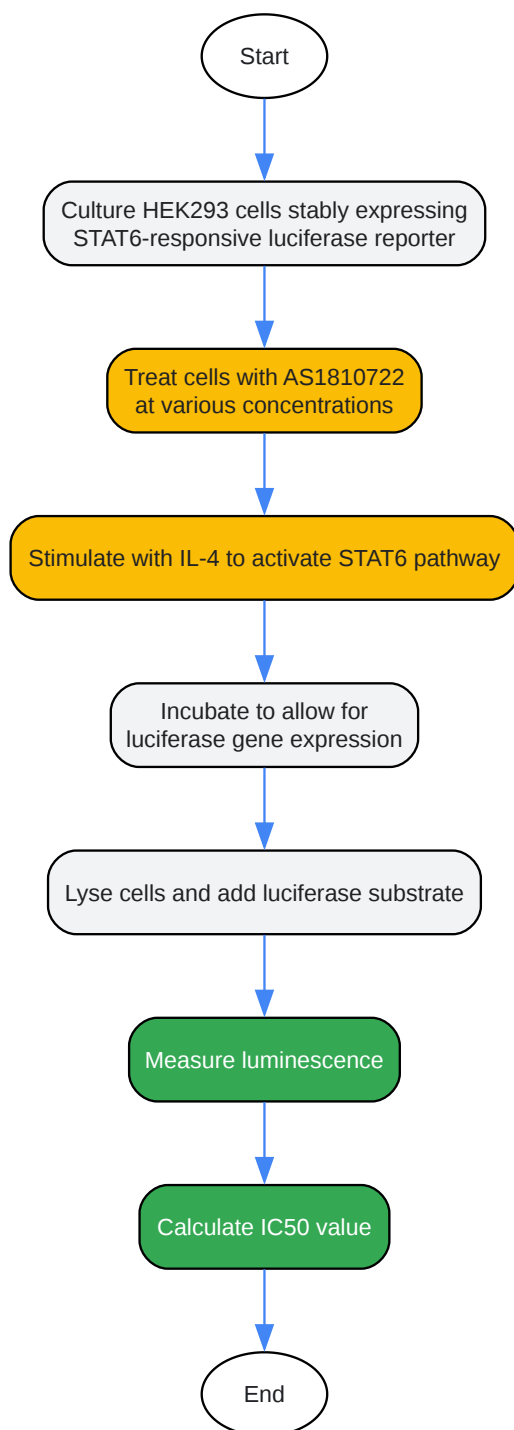 Start
Culture HEK293 cells stably expressing
STAT6-responsive luciferase reporter
Treat cells with AS1810722
at various concentrations
Stimulate with IL-4 to activate STAT6 pathway
Incubate to allow for
luciferase gene expression
Lyse cells and add luciferase substrate
Measure luminescence
Calculate IC50 value
End